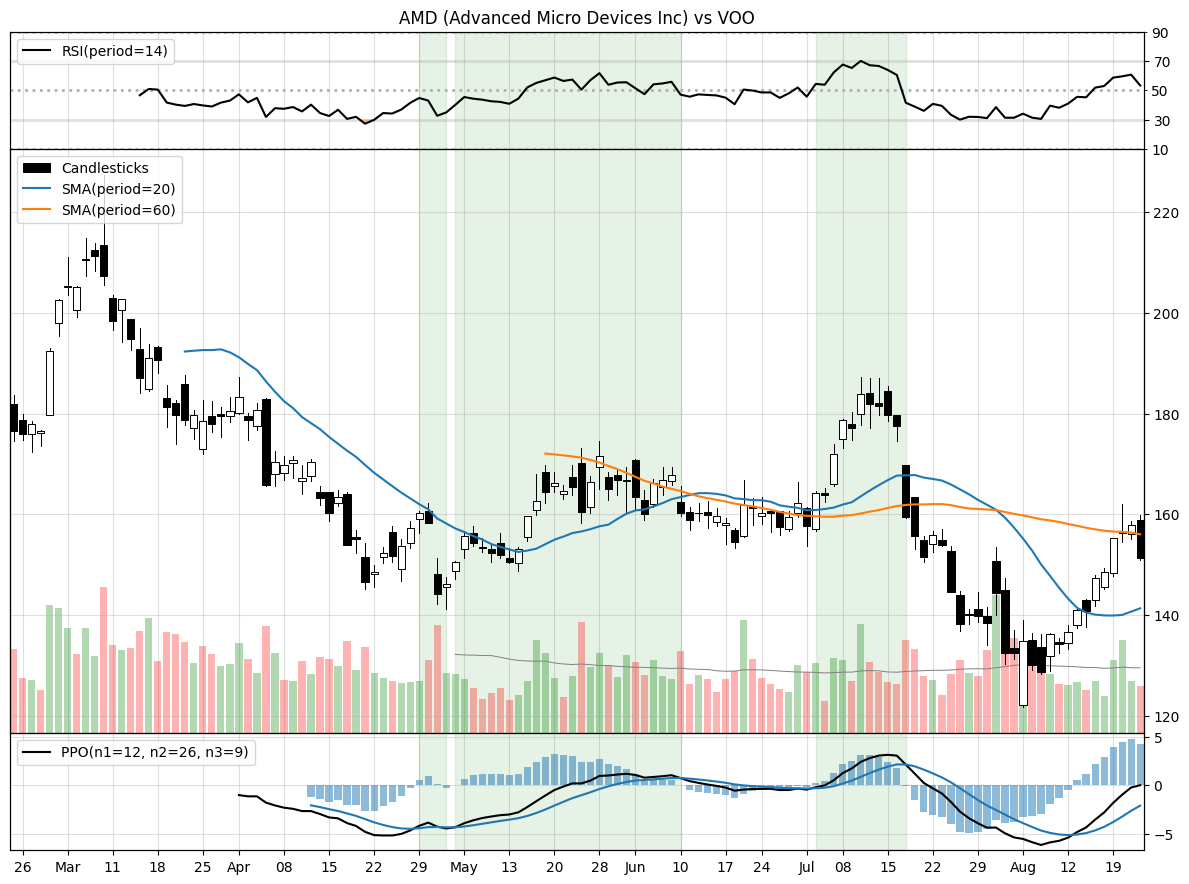 AMD (Advanced Micro Devices Inc) vs VOO
RSI(period=14)
90
70
50
30
10
Candlesticks
SMA(period=20)
SMA(period=60)
220
200
180
160
140
120
PPO(n1=12, n2=26, n3=9)
5
0
−5
26 Mar 11 18 25 Apr 08 15 22 29 May 13 20 28 Jun 10 17 24 Jul 08 15 22 29 Aug 12 19